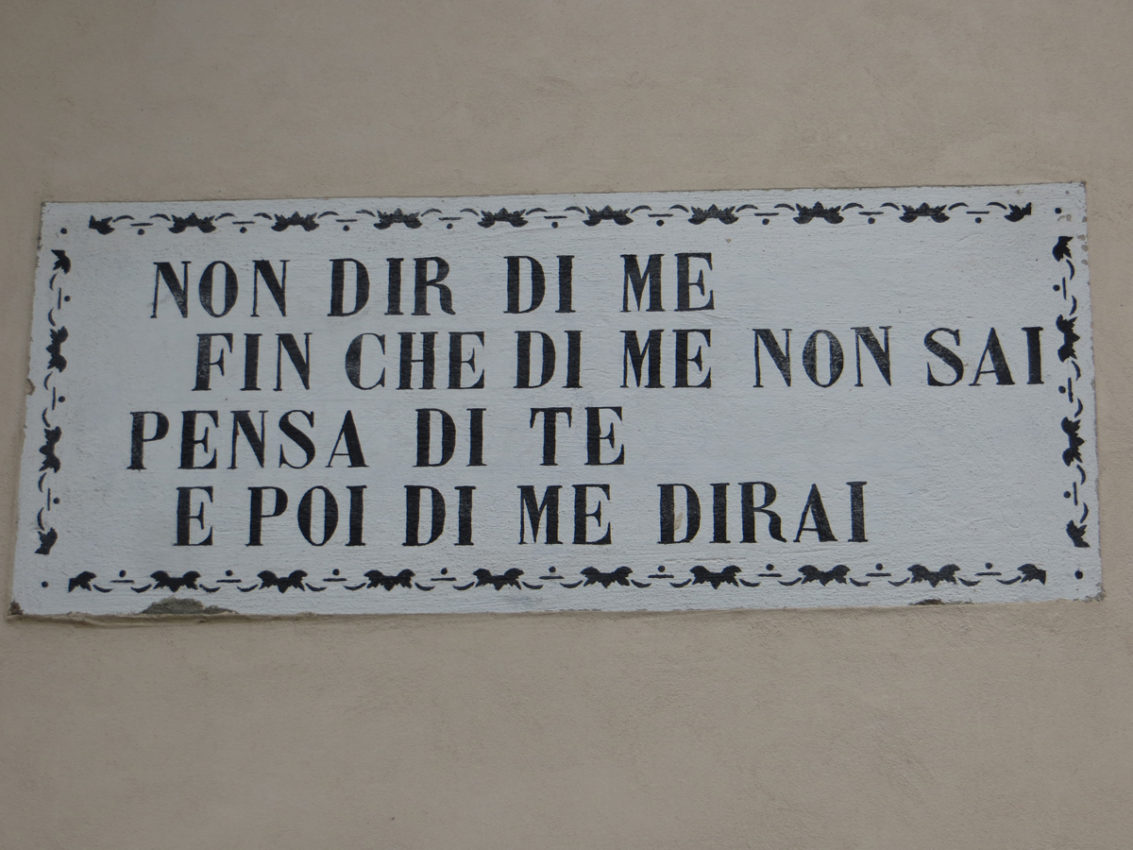 NON DIR DI ME
FIN CHE DI ME NON SAI
PENSA DI TE
E POI DI ME DIRAI